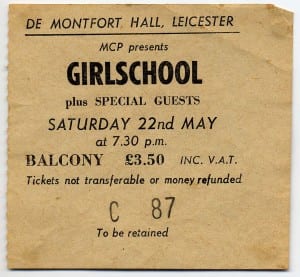 DE MONTFORT HALL, LEICESTER
MCP presents
GIRLSCHOOL
plus SPECIAL GUESTS
SATURDAY 22nd MAY
at 7.30 p.m.
BALCONY £3.50 INC. V.A.T.
Tickets not transferable or money refunded
C 87
To be retained